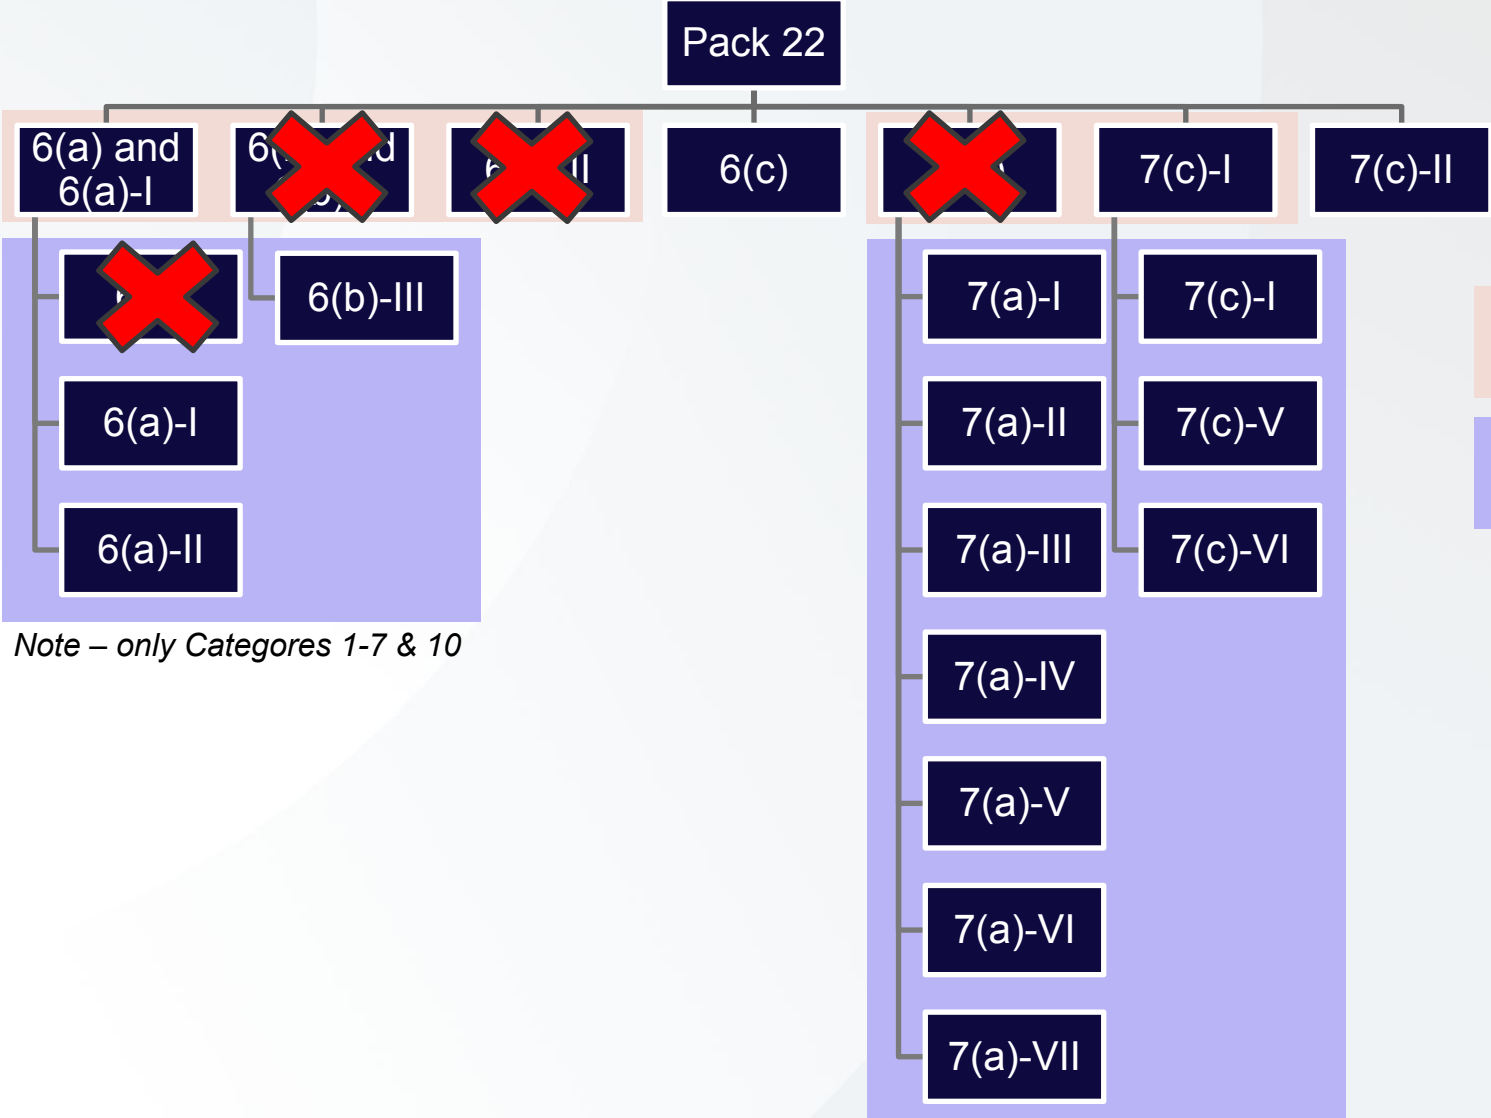 Pack 22
6(a) and
6(a)-I
6(c)
7(c)-I
7(c)-II
6(b)-III
6(a)-I
6(a)-II
7(a)-I
7(c)-I
7(a)-II
7(c)-V
7(a)-III
7(c)-VI
7(a)-IV
7(a)-V
7(a)-VI
7(a)-VII
Note – only Categores 1-7 & 10